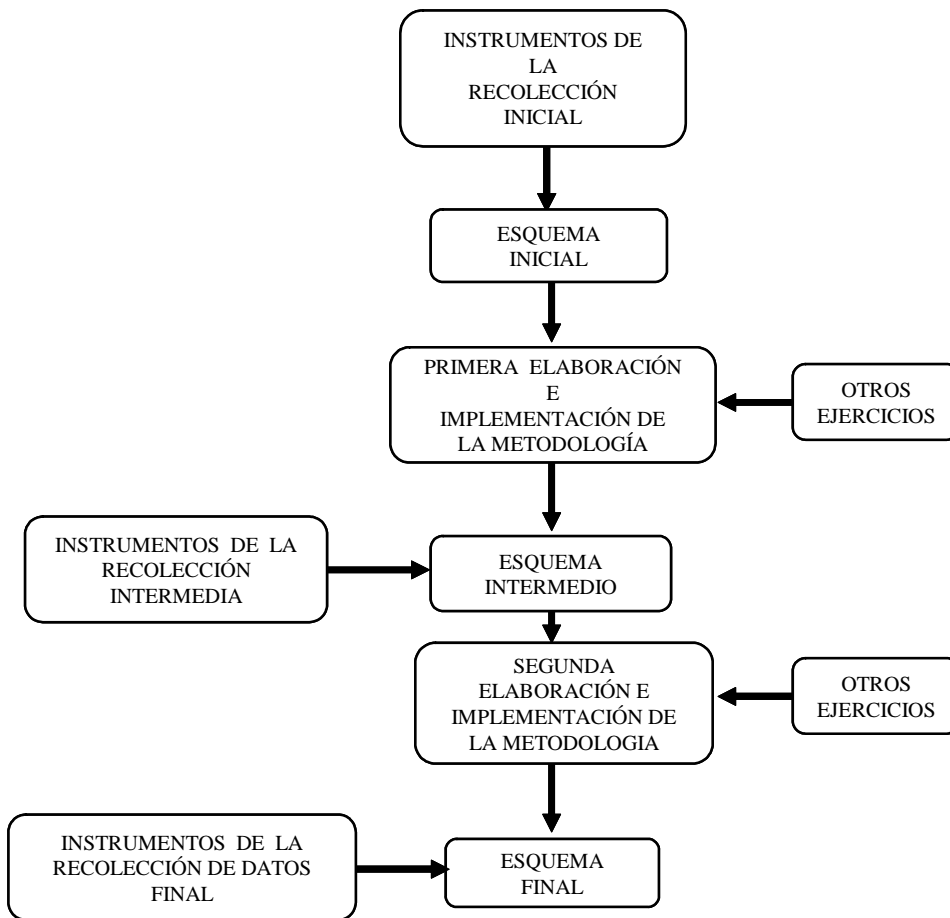 INSTRUMENTOS DE
LA
RECOLECCIÓN
INICIAL
ESQUEMA
INICIAL
PRIMERA ELABORACIÓN
E
IMPLEMENTACIÓN DE
LA METODOLOGÍA
OTROS
EJERCICIOS
INSTRUMENTOS DE LA
RECOLECCIÓN
INTERMEDIA
ESQUEMA
INTERMEDIO
SEGUNDA
ELABORACIÓN E
IMPLEMENTACIÓN DE
LA METODOLOGIA
OTROS
EJERCICIOS
INSTRUMENTOS DE LA
RECOLECCIÓN DE DATOS
FINAL
ESQUEMA
FINAL